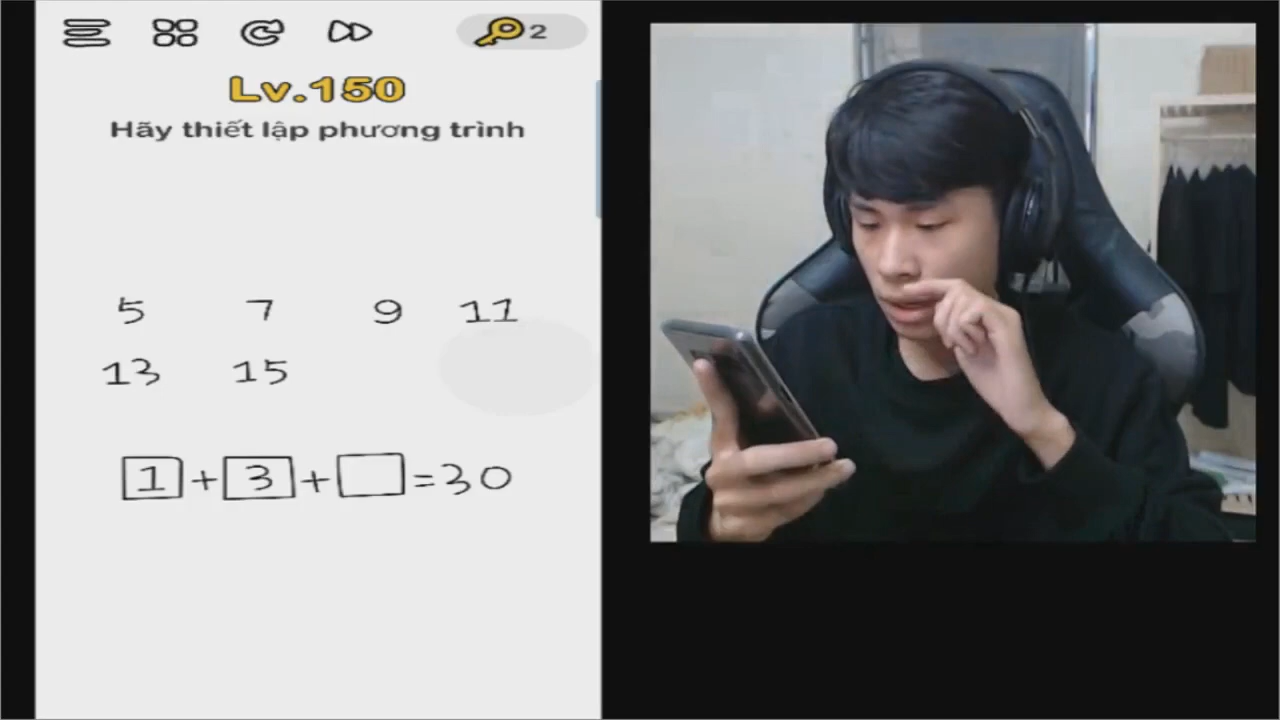 2
Lv.150
Hãy thiết lập phương trình
5 7 9 11
13 15
1+3+=30